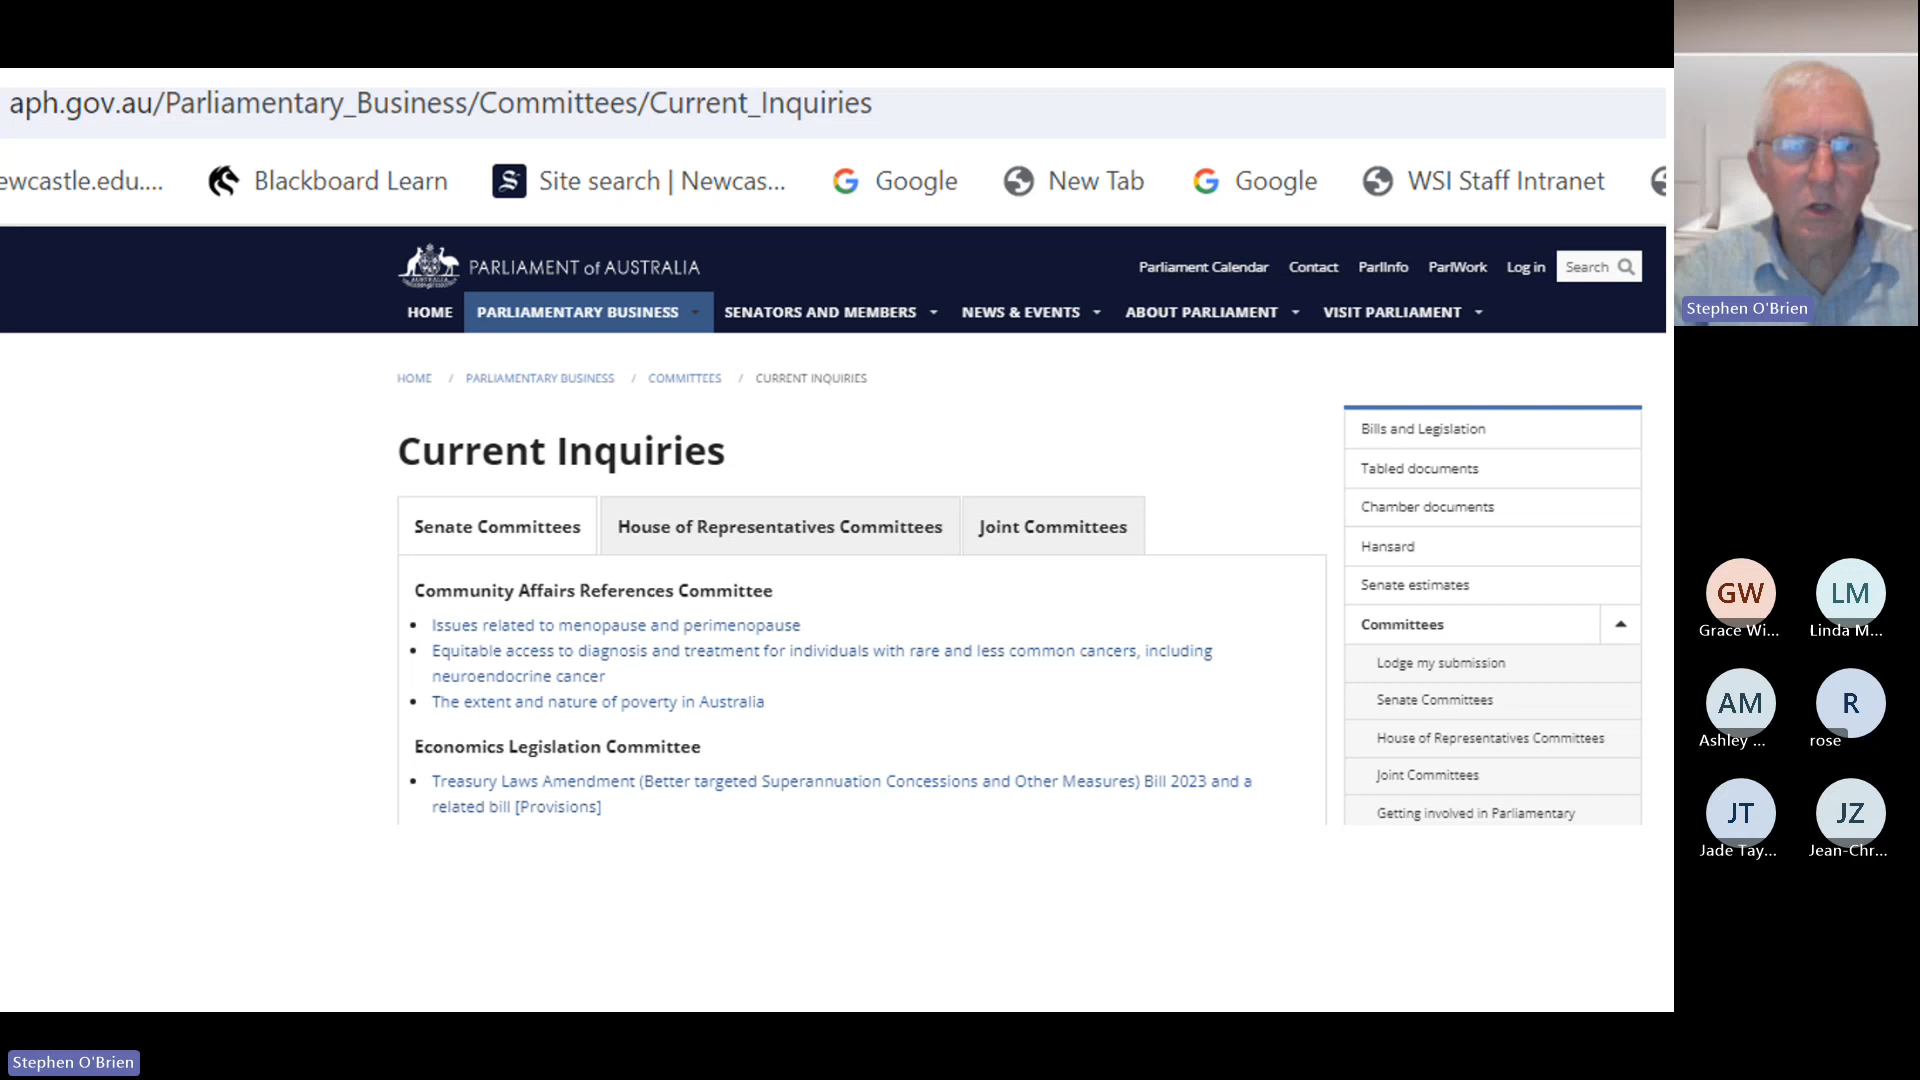 aph.gov.au/Parliamentary_Business/Committees/Current_Inquiries
ewcastle.edu....
Blackboard Learn
Site search | Newcas...
Google
New Tab
Google
WSI Staff Intranet
PARLIAMENT of AUSTRALIA
Parliament Calendar
Contact
ParlInfo
ParlWork
Log in
Search
HOME
PARLIAMENTARY BUSINESS
SENATORS AND MEMBERS
NEWS & EVENTS
ABOUT PARLIAMENT
VISIT PARLIAMENT
HOME / PARLIAMENTARY BUSINESS / COMMITTEES / CURRENT INQUIRIES
Current Inquiries
Senate Committees
House of Representatives Committees
Joint Committees
Community Affairs References Committee
Issues related to menopause and perimenopause
Equitable access to diagnosis and treatment for individuals with rare and less common cancers, including
neuroendocrine cancer
The extent and nature of poverty in Australia
Economics Legislation Committee
Treasury Laws Amendment (Better targeted Superannuation Concessions and Other Measures) Bill 2023 and a
related bill [Provisions]
Bills and Legislation
Tabled documents
Chamber documents
Hansard
Senate estimates
Committees
Lodge my submission
Senate Committees
House of Representatives Committees
Joint Committees
Getting involved in Parliamentary
Stephen O'Brien
GW
Grace Wi...
LM
Linda M...
AM
Ashley ...
R
rose
JT
Jade Tay...
JZ
Jean-Chr...
Stephen O'Brien